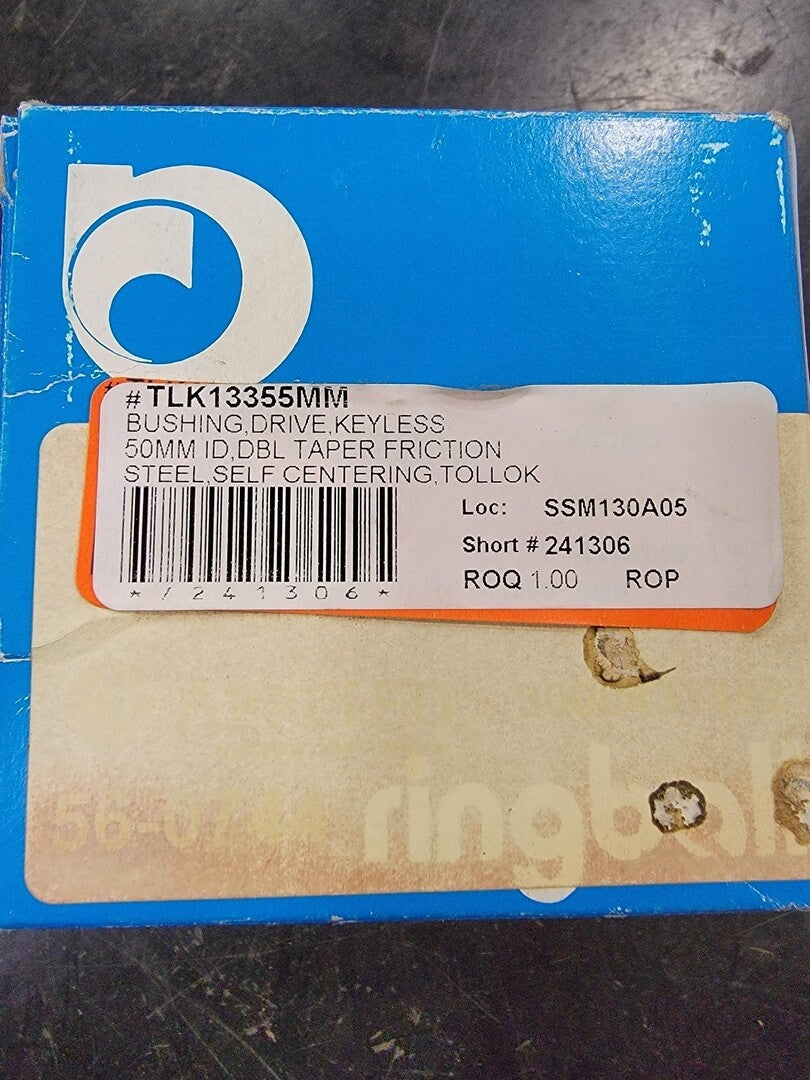 #TLK13355MM
BUSHING,DRIVE,KEYLESS
50MM ID,DBL TAPER FRICTION
STEEL,SELF CENTERING,TOLLOK
Loc: SSM130A05
Short # 241306
ROQ 1.00 ROP
*/241306*
ringball